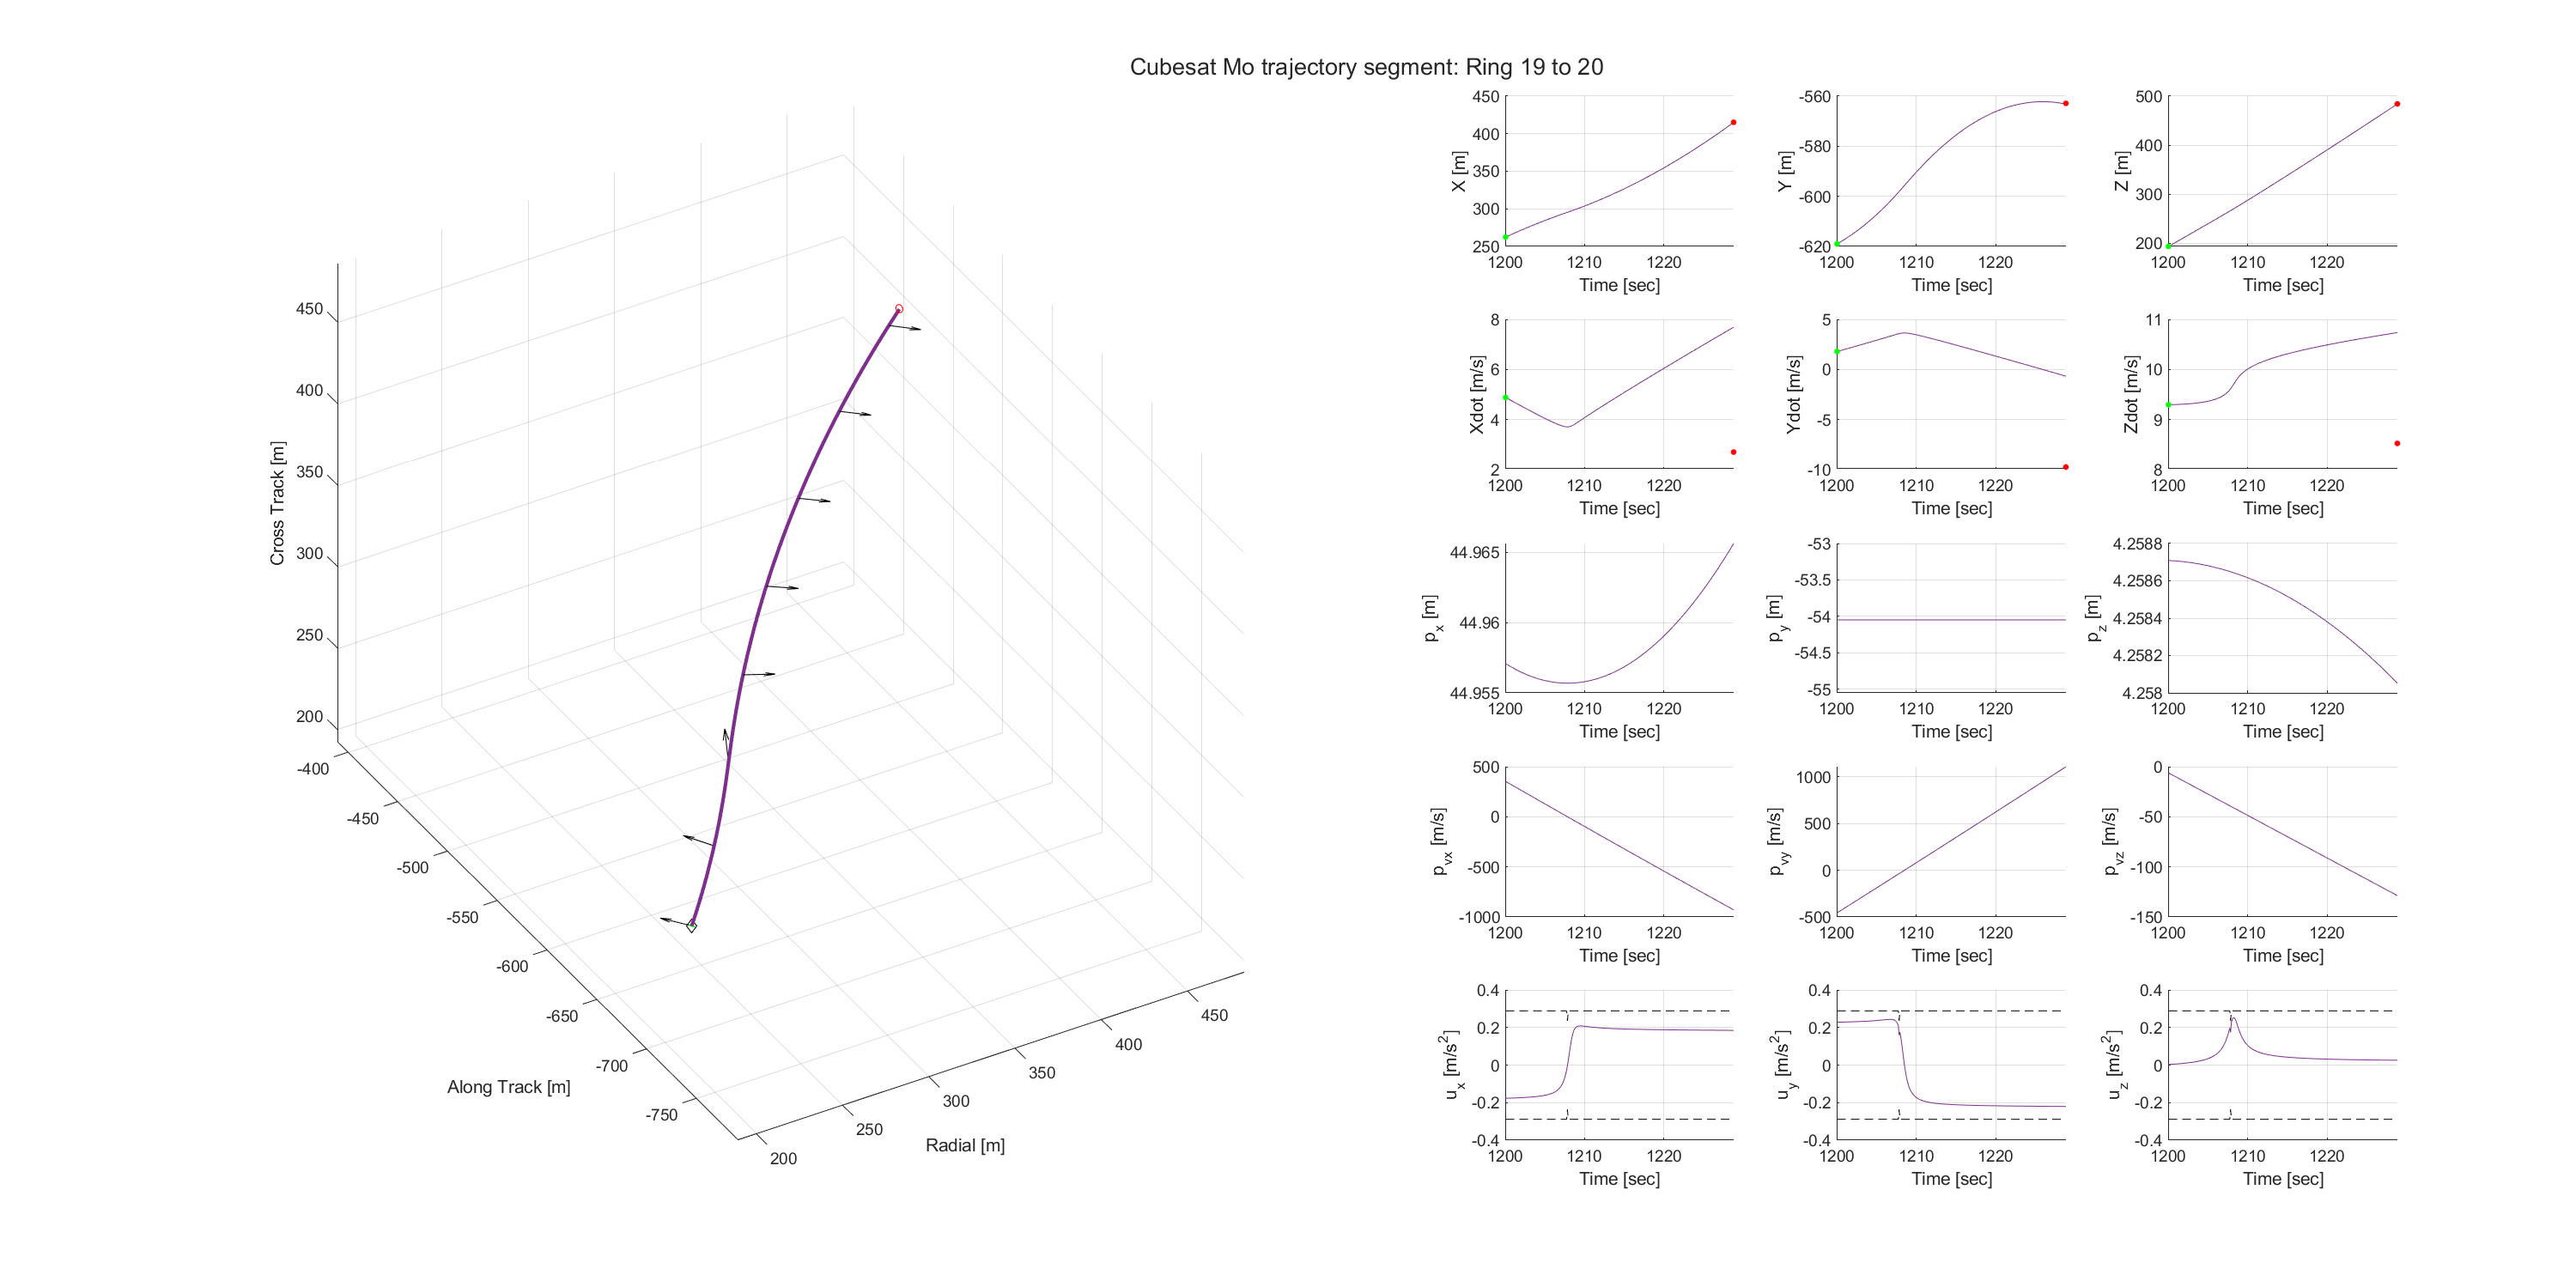 Cubesat Mo trajectory segment: Ring 19 to 20
Cross Track [m]
450
400
350
300
250
200
-400
-450
-500
-550
-600
-650
-700
-750
Along Track [m]
200
250
300
350
400
450
Radial [m]
X [m]
450
400
350
300
250
1200 1210 1220
Time [sec]
Y [m]
-560
-580
-600
-620
1200 1210 1220
Time [sec]
Z [m]
500
400
300
200
1200 1210 1220
Time [sec]
Xdot [m/s]
8
6
4
2
1200 1210 1220
Time [sec]
Ydot [m/s]
5
0
-5
-10
1200 1210 1220
Time [sec]
Zdot [m/s]
11
10
9
8
1200 1210 1220
Time [sec]
p_x [m]
44.965
44.96
44.955
1200 1210 1220
Time [sec]
p_y [m]
-53
-53.5
-54
-54.5
-55
1200 1210 1220
Time [sec]
p_z [m]
4.2588
4.2586
4.2584
4.2582
4.258
1200 1210 1220
Time [sec]
p_vx [m/s]
500
0
-500
-1000
1200 1210 1220
Time [sec]
p_vy [m/s]
1000
500
0
-500
1200 1210 1220
Time [sec]
p_vz [m/s]
0
-50
-100
-150
1200 1210 1220
Time [sec]
u_x [m/s²]
0.4
0.2
0
-0.2
-0.4
1200 1210 1220
Time [sec]
u_y [m/s²]
0.4
0.2
0
-0.2
-0.4
1200 1210 1220
Time [sec]
u_z [m/s²]
0.4
0.2
0
-0.2
-0.4
1200 1210 1220
Time [sec]